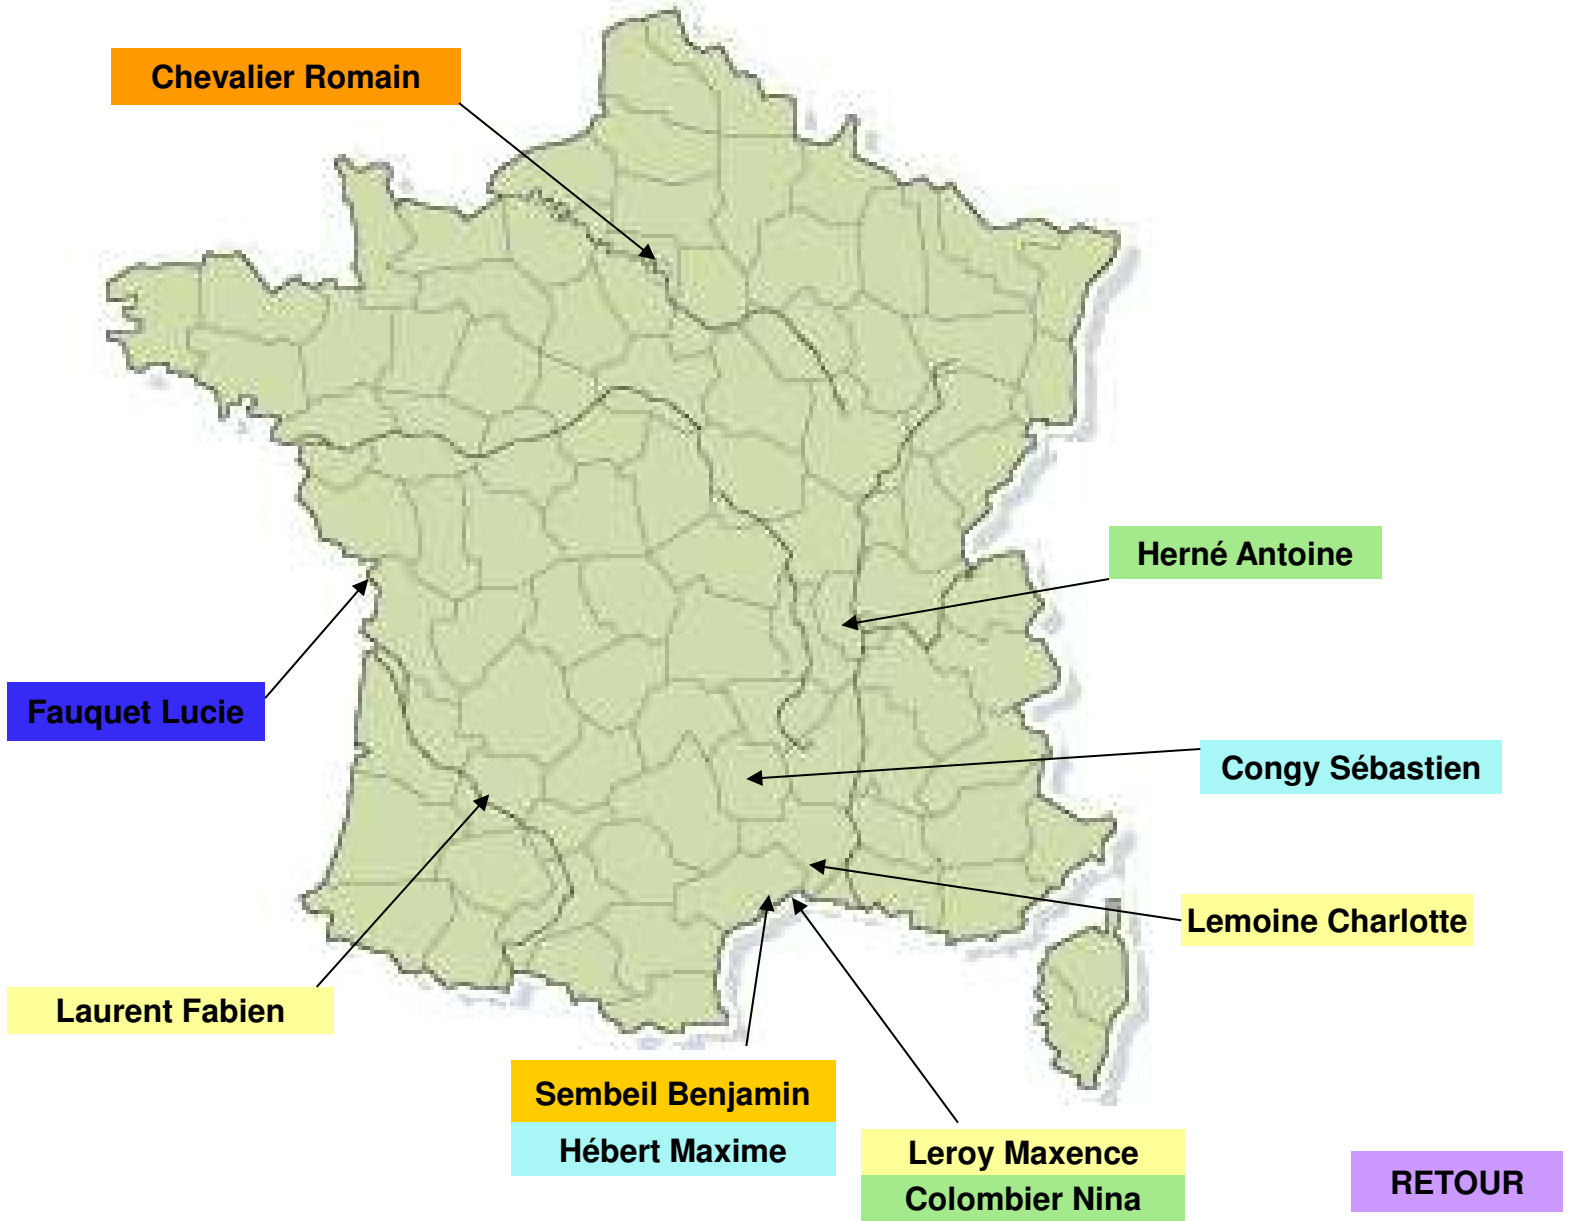 Chevalier Romain
Herné Antoine
Fauquet Lucie
Congy Sébastien
Lemoine Charlotte
Laurent Fabien
Sembeil Benjamin
Hébert Maxime
Leroy Maxence
Colombier Nina
RETOUR